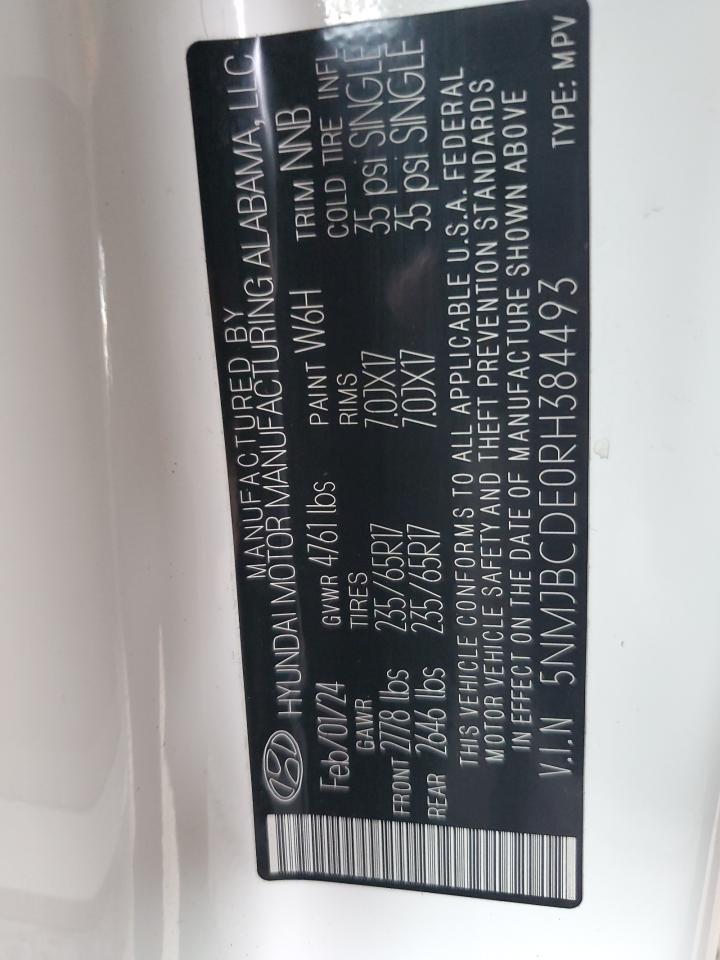 MANUFACTURED BY
HYUNDAI MOTOR MANUFACTURING ALABAMA, LLC
Feb/01/24 GVWR 4761 lbs PAINT W6H TRIM NNB
GAWR TIRES RIMS COLD TIRE INFL
FRONT 2778 lbs 235/65R17 7.0JX17 35 psi SINGLE
REAR 2646 lbs 235/65R17 7.0JX17 35 psi SINGLE
THIS VEHICLE CONFORMS TO ALL APPLICABLE U.S.A. FEDERAL
MOTOR VEHICLE SAFETY AND THEFT PREVENTION STANDARDS
IN EFFECT ON THE DATE OF MANUFACTURE SHOWN ABOVE
V.I.N 5NMJBCDE0RH384493 TYPE: MPV